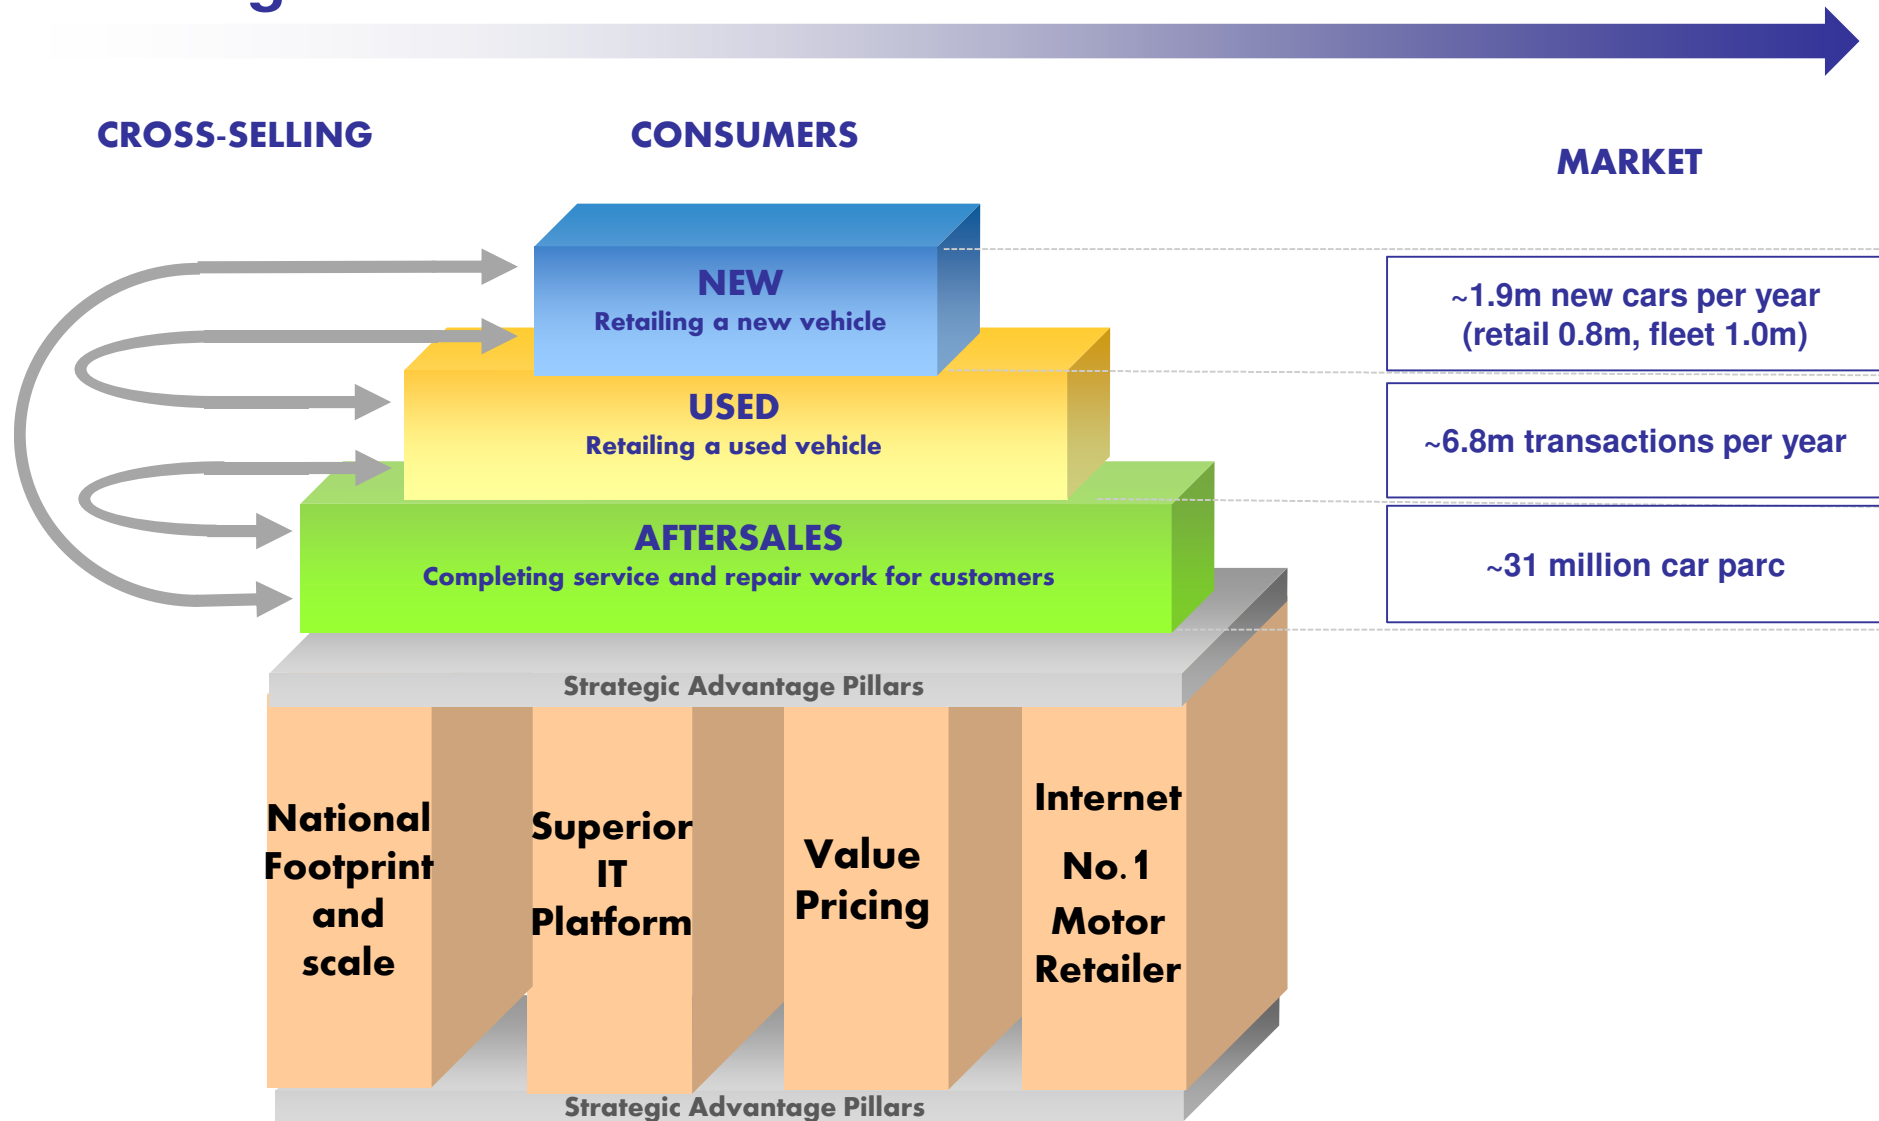 CROSS-SELLING
CONSUMERS
MARKET
NEW
Retailing a new vehicle
~1.9m new cars per year
(retail 0.8m, fleet 1.0m)
USED
Retailing a used vehicle
~6.8m transactions per year
AFTERSALES
Completing service and repair work for customers
~31 million car parc
Strategic Advantage Pillars
National
Footprint
and
scale
Superior
IT
Platform
Value
Pricing
Internet
No.1
Motor
Retailer
Strategic Advantage Pillars